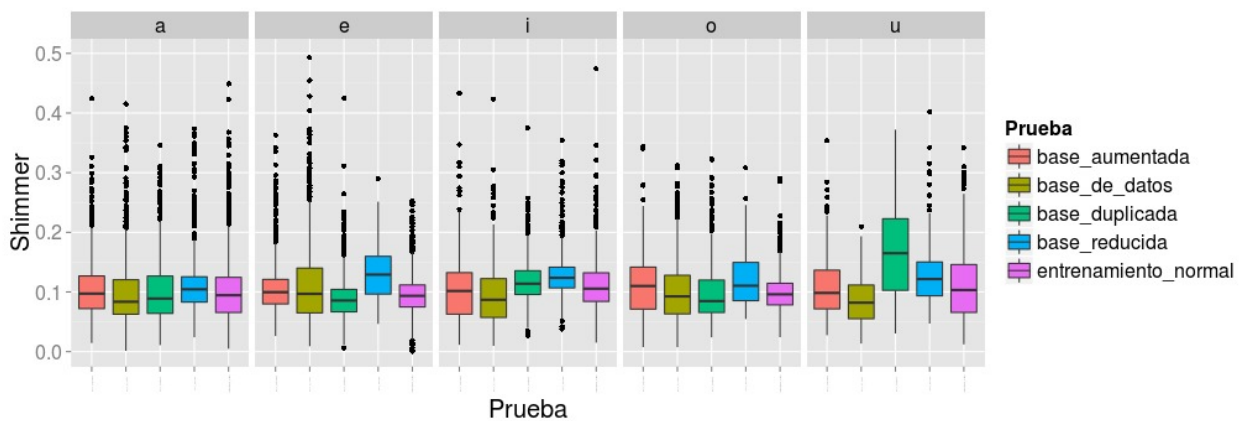 a e i o u
0.5
0.4
0.3
0.2
0.1
0.0
Shimmer
Prueba
Prueba
base_aumentada
base_de_datos
base_duplicada
base_reducida
entrenamiento_normal